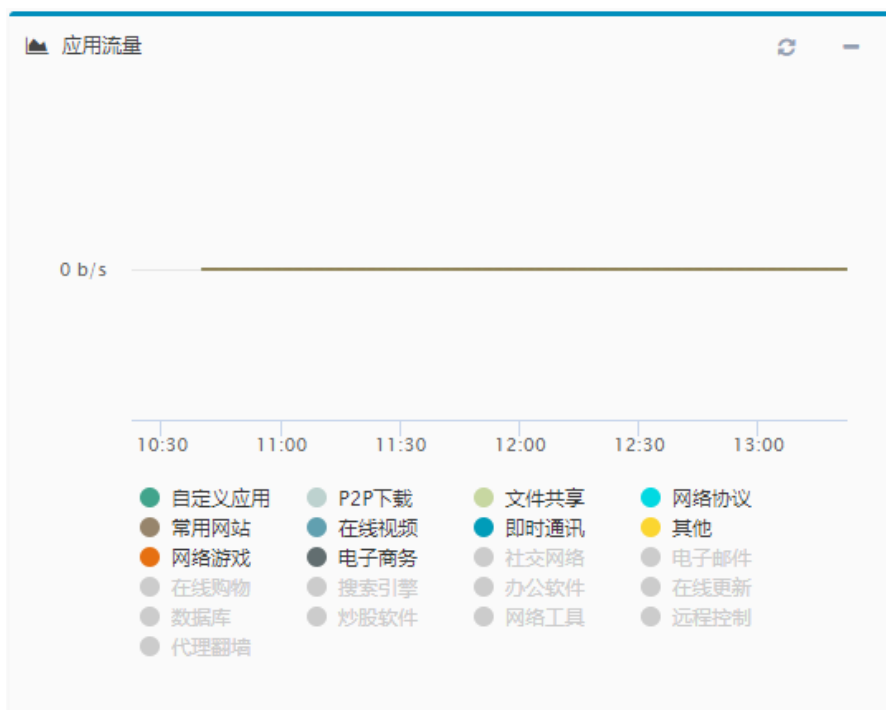 应用流量
0 b/s
10:30 11:00 11:30 12:00 12:30 13:00
自定义应用 P2P下载 文件共享 网络协议
常用网站 在线视频 即时通讯 其他
网络游戏 电子商务 社交网络 电子邮件
在线购物 搜索引擎 办公软件 在线更新
数据库 炒股软件 网络工具 远程控制
代理翻墙